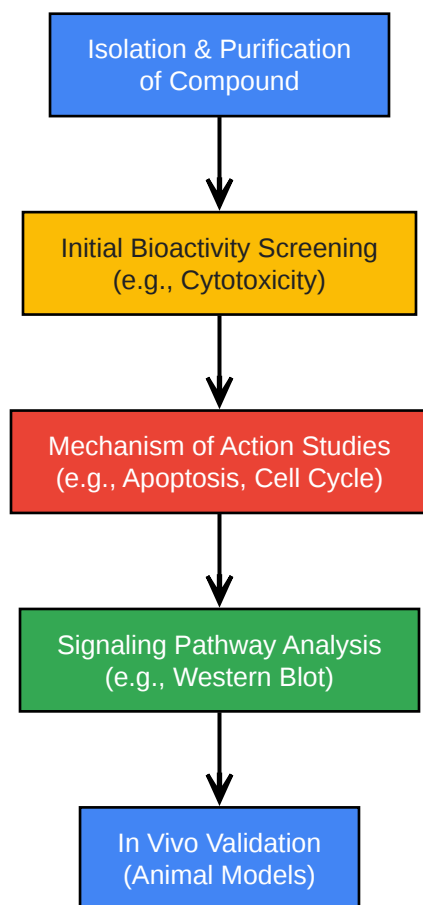 Isolation & Purification
of Compound
Initial Bioactivity Screening
(e.g., Cytotoxicity)
Mechanism of Action Studies
(e.g., Apoptosis, Cell Cycle)
Signaling Pathway Analysis
(e.g., Western Blot)
In Vivo Validation
(Animal Models)